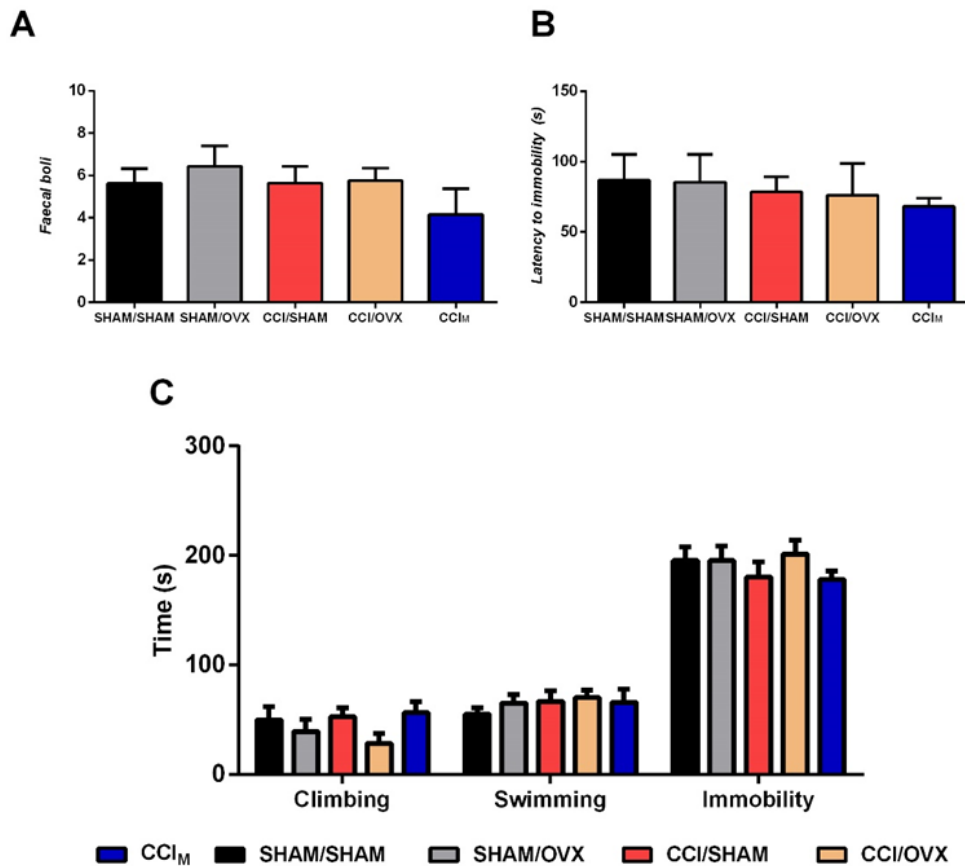 A
B
10
8
6
4
2
0
Faecal boli
SHAM/SHAM SHAM/OVX CCI/SHAM CCI/OVX CCIM
150
100
50
0
Latency to immobility (s)
SHAM/SHAM SHAM/OVX CCI/SHAM CCI/OVX CCIM
C
300
200
100
0
Time (s)
Climbing Swimming Immobility
CCIM SHAM/SHAM SHAM/OVX CCI/SHAM CCI/OVX